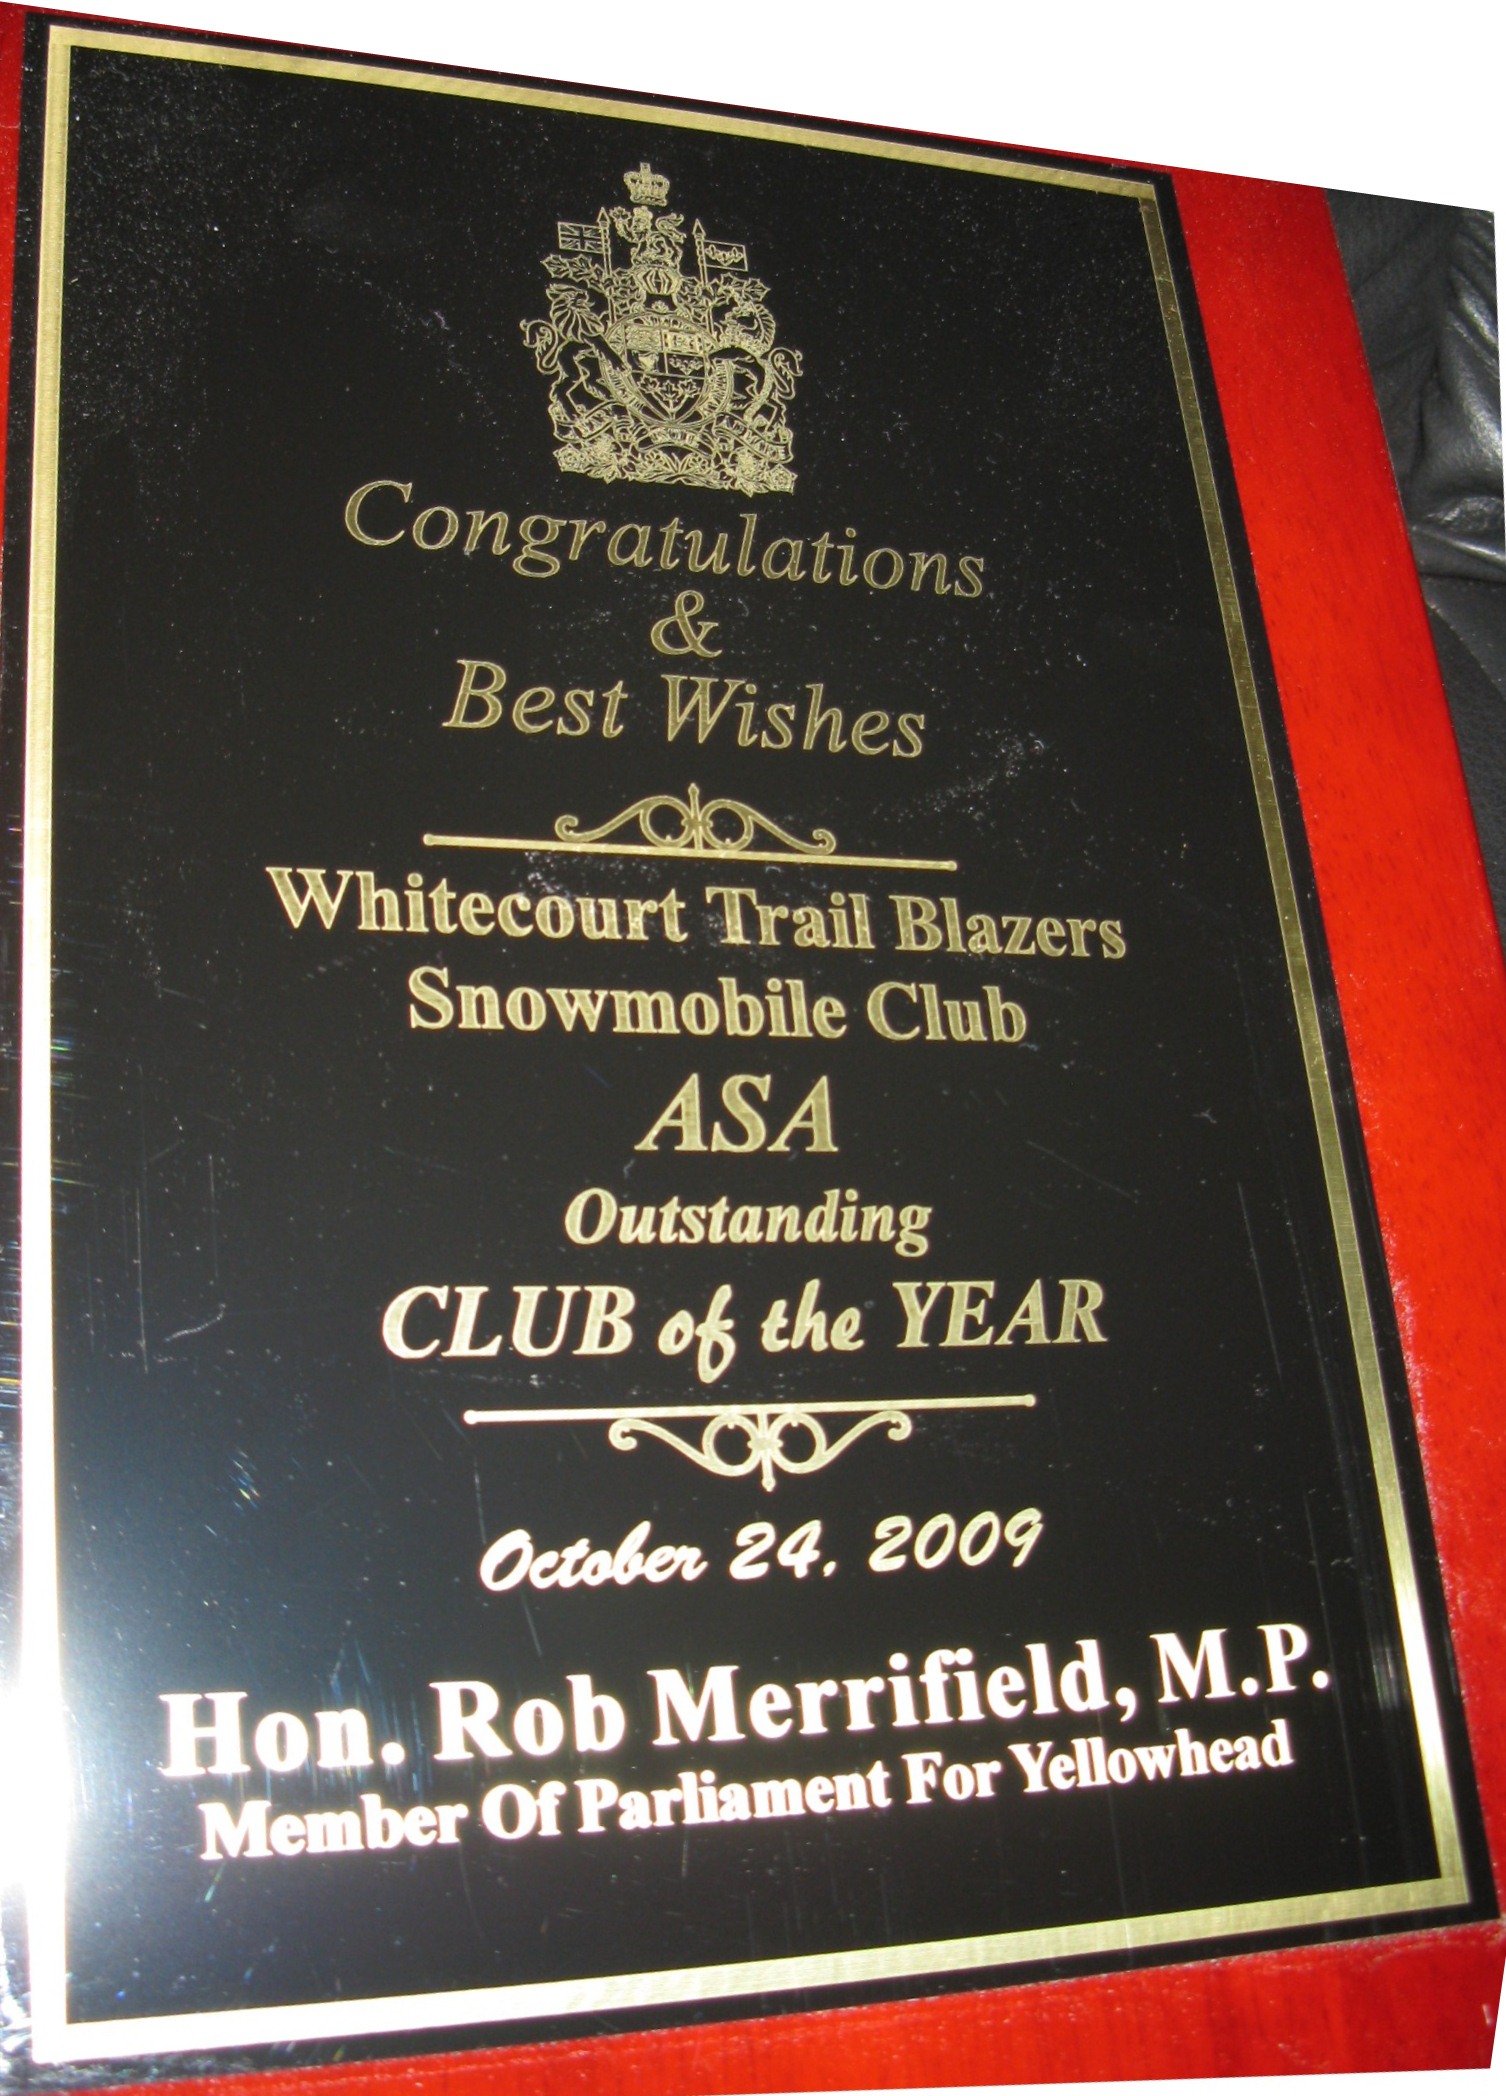 Congratulations
&
Best Wishes
Whitecourt Trail Blazers
Snowmobile Club
ASA
Outstanding
CLUB of the YEAR
October 24, 2009
Hon. Rob Merrifield, M.P.
Member Of Parliament For Yellowhead